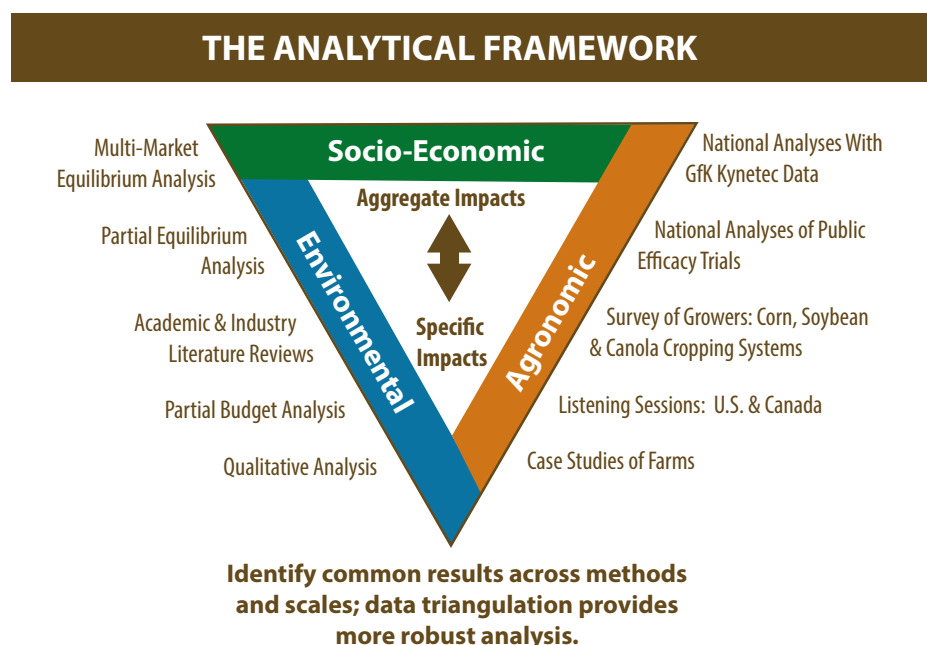 THE ANALYTICAL FRAMEWORK
Socio-Economic
Environmental
Agronomic
Aggregate Impacts
Specific
Impacts
Multi-Market
Equilibrium Analysis
Partial Equilibrium
Analysis
Academic & Industry
Literature Reviews
Partial Budget Analysis
Qualitative Analysis
National Analyses With
GfK Kynetec Data
National Analyses of Public
Efficacy Trials
Survey of Growers: Corn, Soybean
& Canola Cropping Systems
Listening Sessions: U.S. & Canada
Case Studies of Farms
Identify common results across methods
and scales; data triangulation provides
more robust analysis.